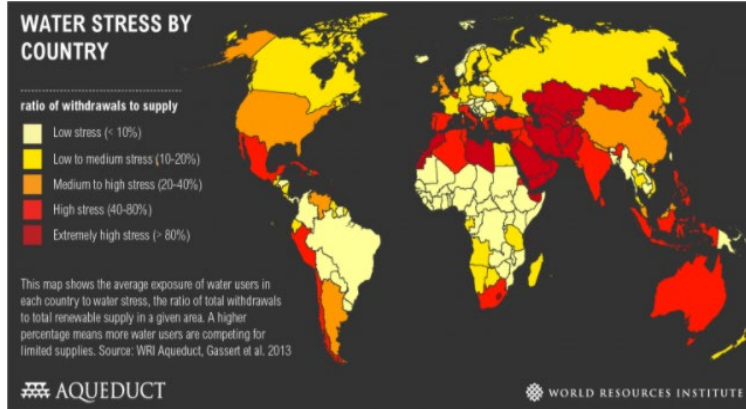 WATER STRESS BY
COUNTRY
ratio of withdrawals to supply
Low stress (< 10%)
Low to medium stress (10-20%)
Medium to high stress (20-40%)
High stress (40-80%)
Extremely high stress (> 80%)
This map shows the average exposure of water users in
each country to water stress, the ratio of total withdrawals
to total renewable supply in a given area. A higher
percentage means more water users are competing for
limited supplies. Source: WRI Aqueduct, Gassert et al. 2013
AQUEDUCT
WORLD RESOURCES INSTITUTE